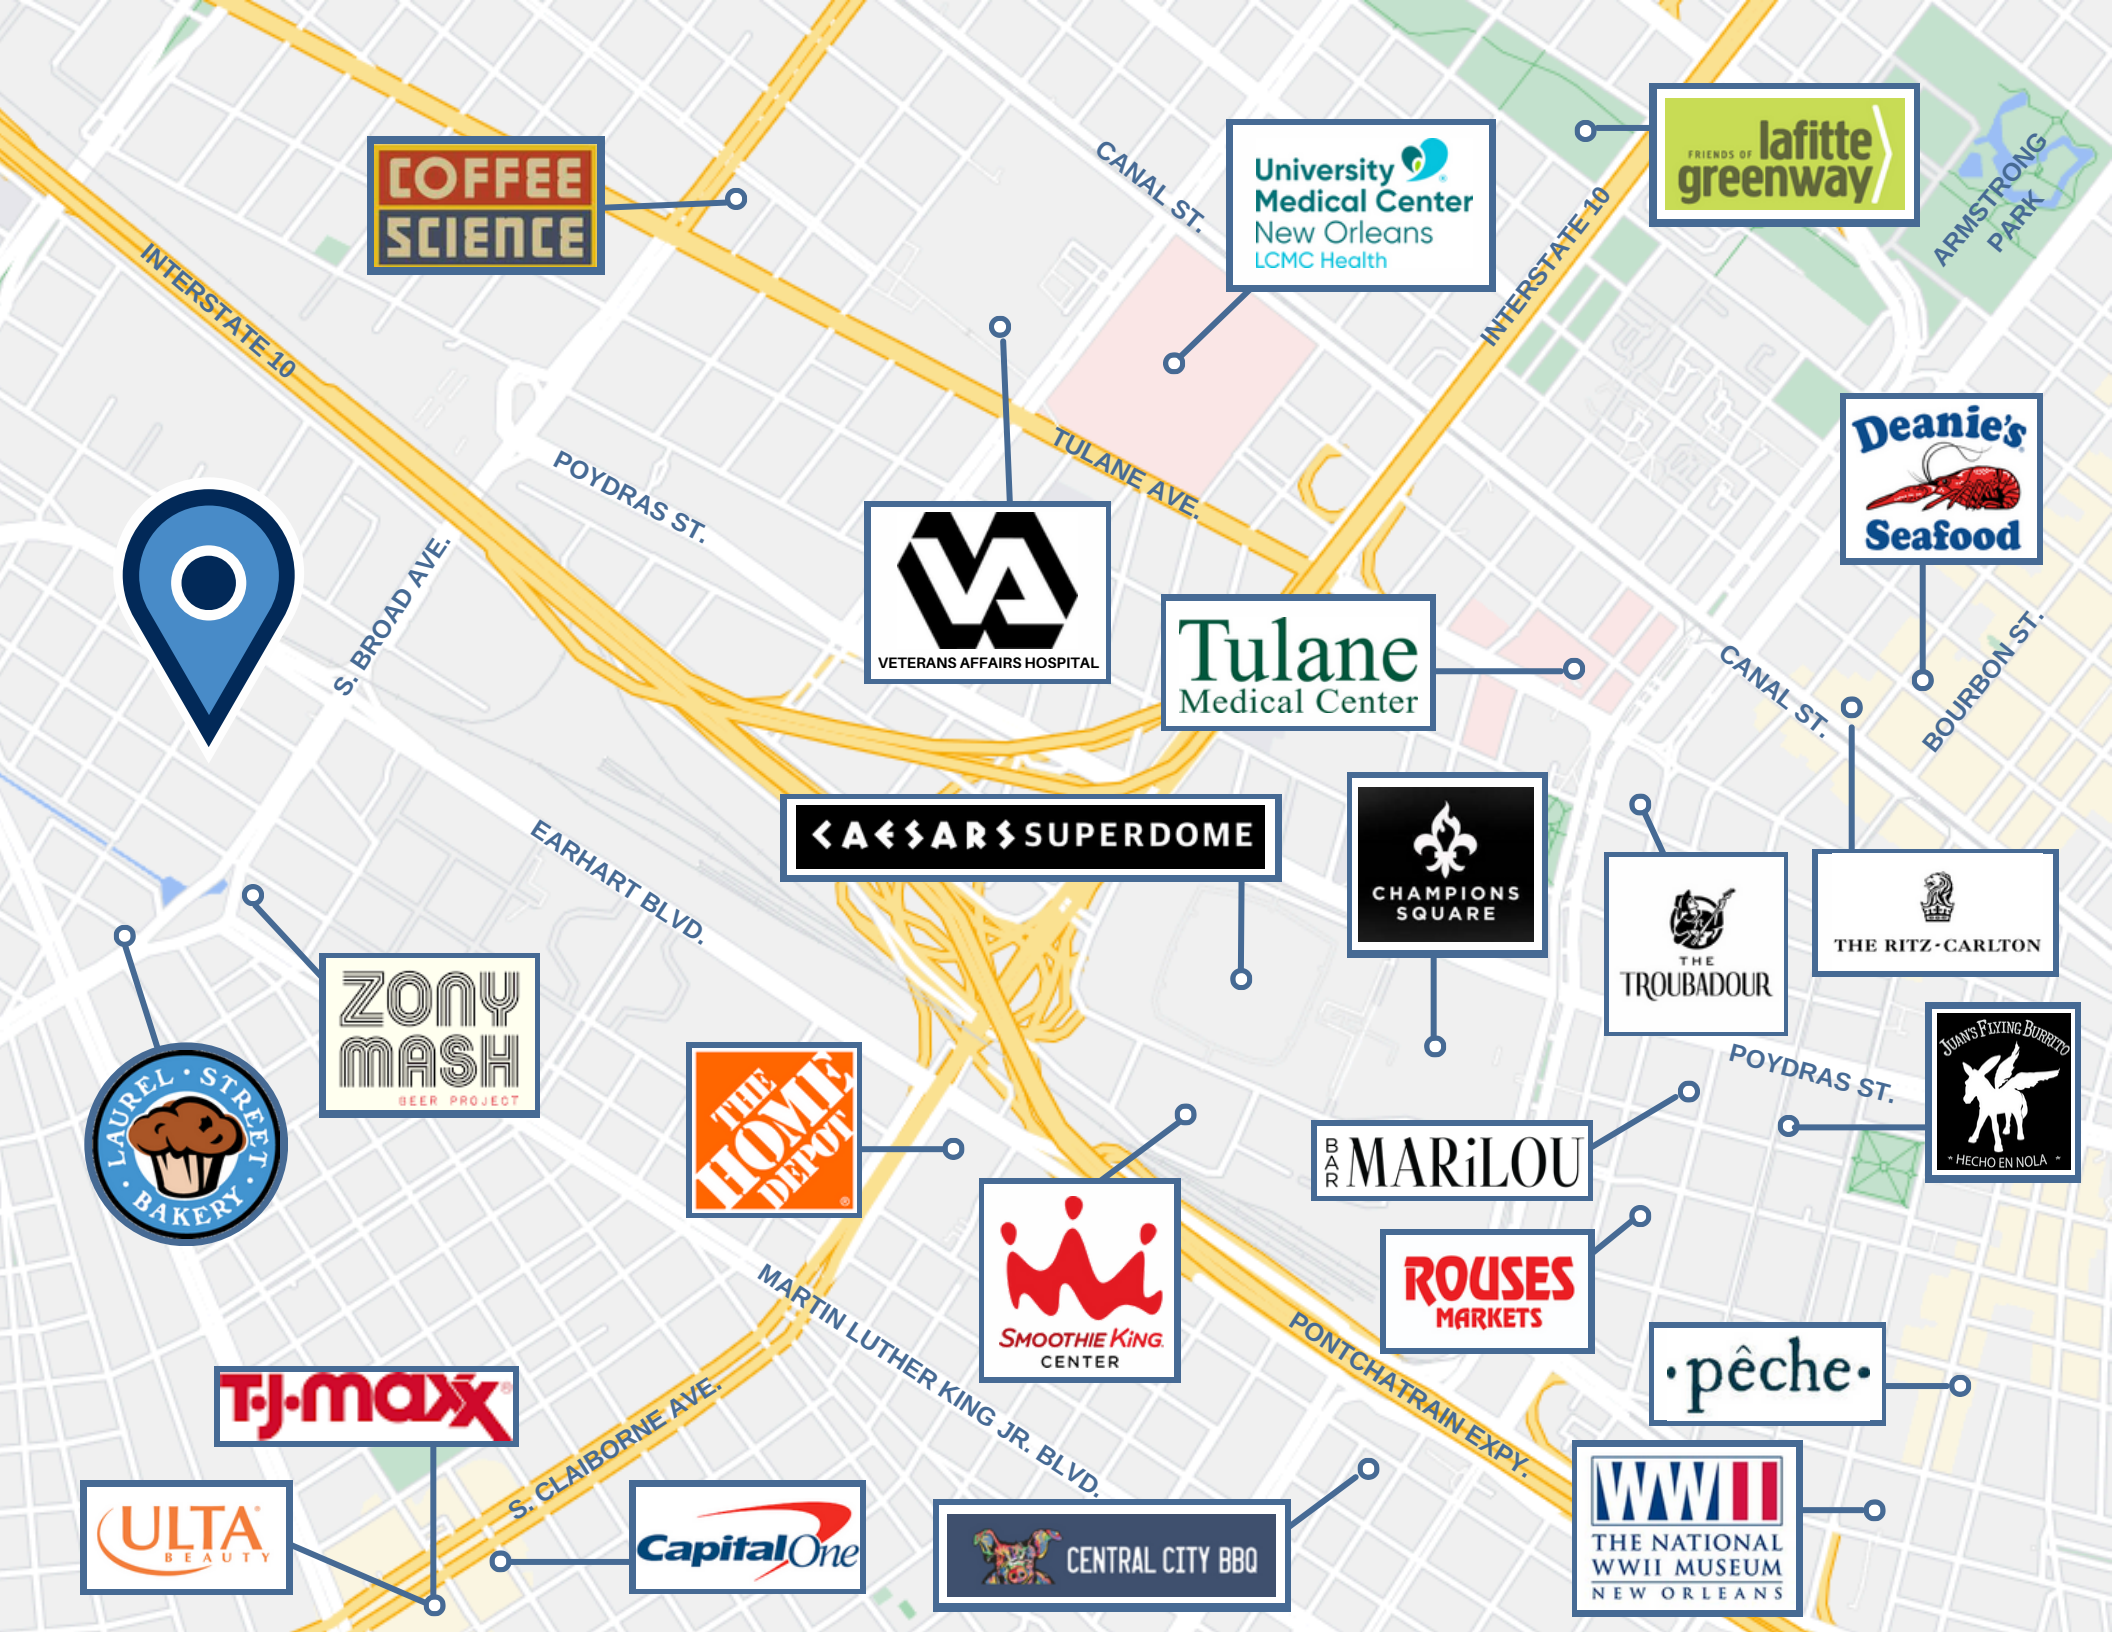 COFFEE
SCIENCE
CANAL ST.
University
Medical Center
New Orleans
LCMC Health
FRIENDS OF lafitte
greenway
ARMSTRONG
PARK
INTERSTATE 10
INTERSTATE 10
Deanie's
Seafood
POYDRAS ST.
TULANE AVE.
VA
VETERANS AFFAIRS HOSPITAL
S. BROAD AVE.
Tulane
Medical Center
CANAL ST.
BOURBON ST.
EARHART BLVD.
CAESARS SUPERDOME
CHAMPIONS
SQUARE
THE
TROUBADOUR
THE RITZ-CARLTON
ZONY
MASH
BEER PROJECT
LAUREL · STREET
· BAKERY ·
THE
HOME
DEPOT
®
POYDRAS ST.
JUAN'S FLYING BURRITO
* HECHO EN NOLA *
BAR MARiLOU
SMOOTHIE KING
CENTER
ROUSES
MARKETS
MARTIN LUTHER KING JR. BLVD.
PONTCHATRAIN EXPY.
·pêche·
T·J·maxx®
S. CLAIBORNE AVE.
ULTA
BEAUTY
Capital One
CENTRAL CITY BBQ
WWII
THE NATIONAL
WWII MUSEUM
NEW ORLEANS